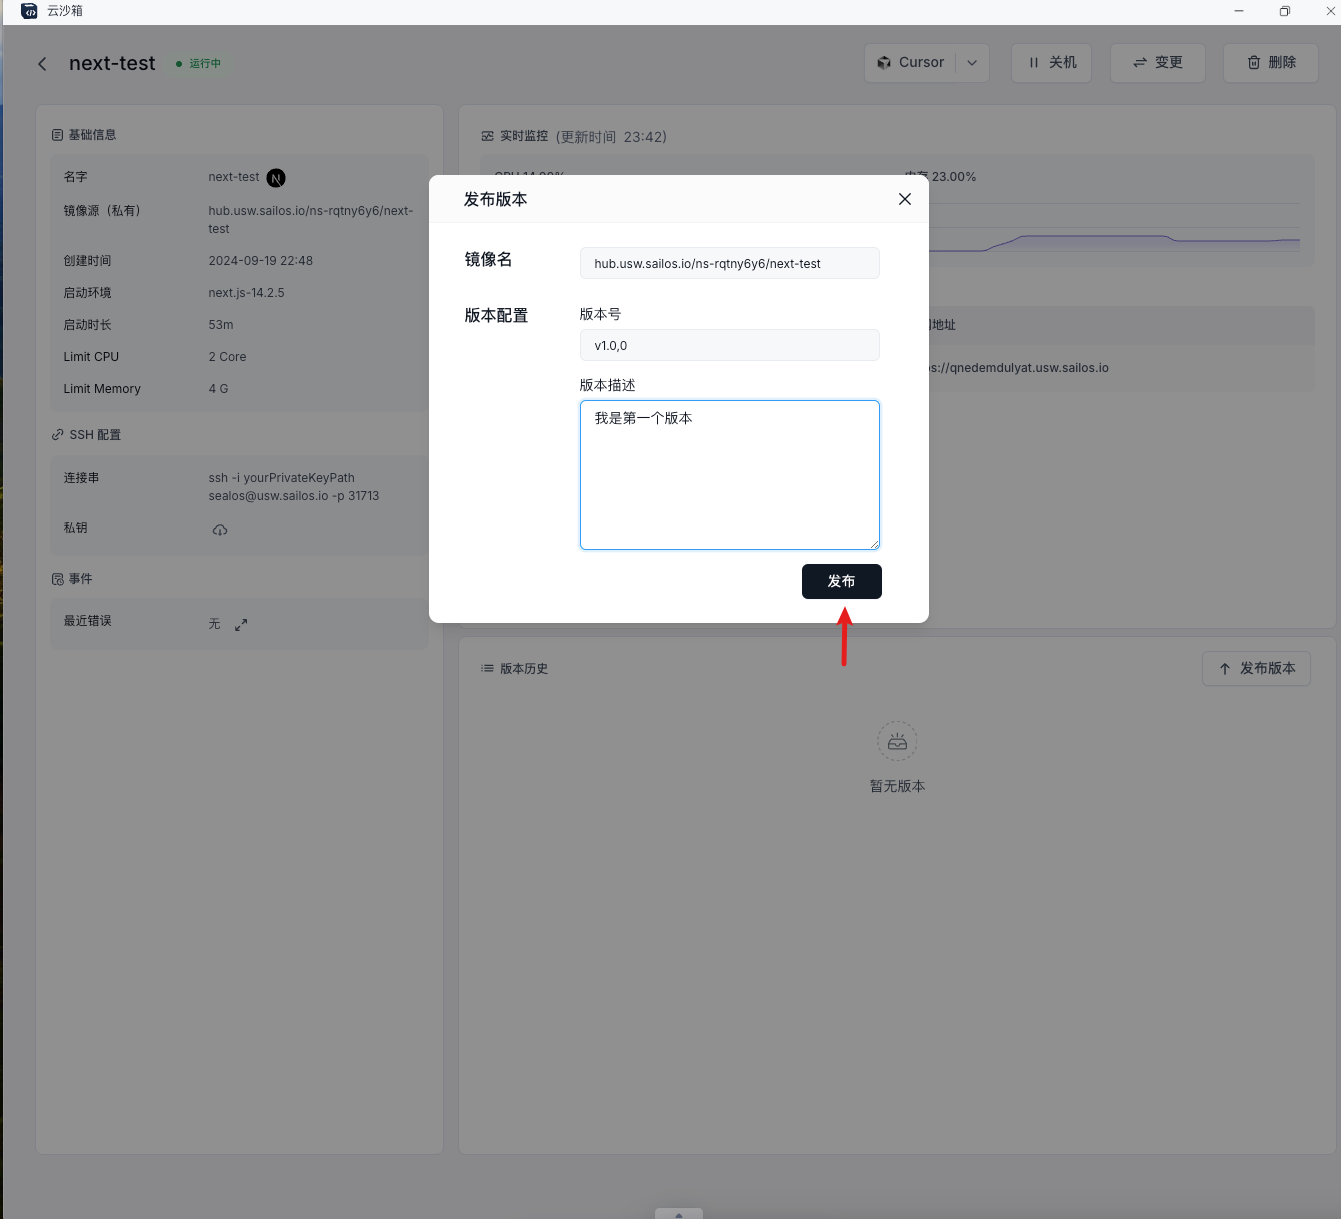 云沙箱
next-test
运行中
Cursor
关机
变更
删除
基础信息
名字
next-test
镜像源（私有）
hub.usw.sailos.io/ns-rqtny6y6/next-
test
创建时间
2024-09-19 22:48
启动环境
next.js-14.2.5
启动时长
53m
Limit CPU
2 Core
Limit Memory
4 G
SSH 配置
连接串
ssh -i yourPrivateKeyPath
sealos@usw.sailos.io -p 31713
私钥
事件
最近错误
无
实时监控 (更新时间 23:42)
23.00%
地址
s://qnedemdulyat.usw.sailos.io
发布版本
镜像名
hub.usw.sailos.io/ns-rqtny6y6/next-test
版本配置
版本号
v1.0,0
版本描述
我是第一个版本
发布
版本历史
发布版本
暂无版本